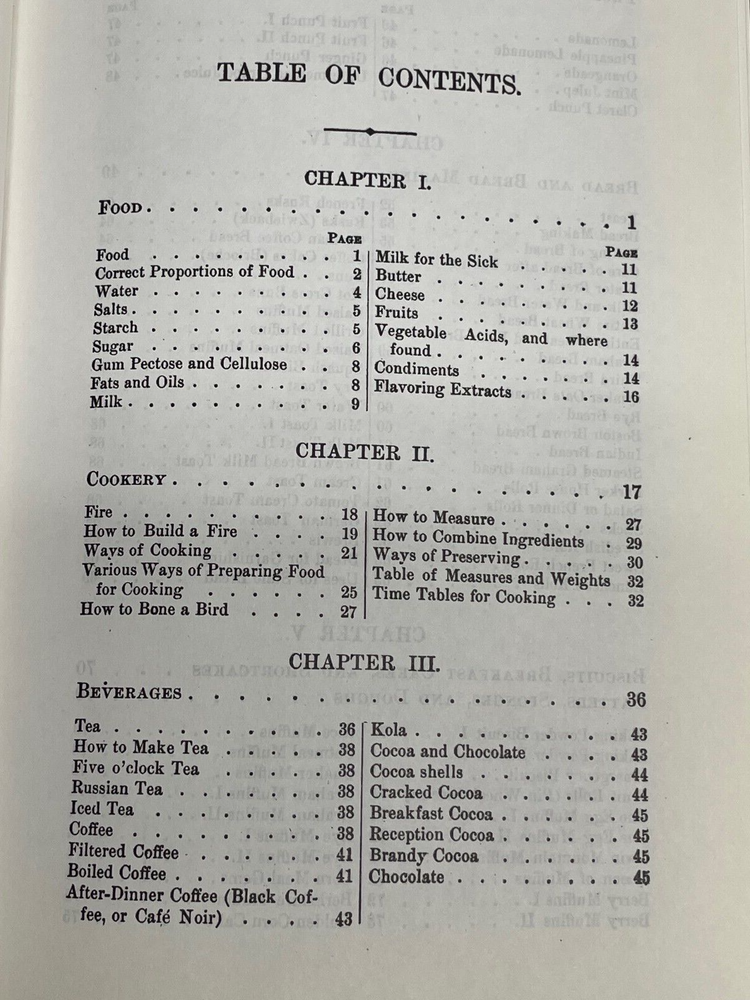 TABLE OF CONTENTS.
CHAPTER I.
FOOD . . . . . . . . . . . . . . . . . . . . 1
PAGE
Food . . . . . . . . . 1
Correct Proportions of Food . . 2
Water . . . . . . . . . 4
Salts . . . . . . . . . . 5
Starch . . . . . . . . . 5
Sugar . . . . . . . . . 6
Gum Pectose and Cellulose . . 8
Fats and Oils . . . . . . . 8
Milk . . . . . . . . . . 9
PAGE
Milk for the Sick . . . . . 11
Butter . . . . . . . . . 11
Cheese . . . . . . . . . 12
Fruits . . . . . . . . . 13
Vegetable Acids, and where
found . . . . . . . . . 14
Condiments . . . . . . . 14
Flavoring Extracts . . . . . 16
CHAPTER II.
COOKERY . . . . . . . . . . . . . . . . . . 17
Fire . . . . . . . . . . 18
How to Build a Fire . . . . 19
Ways of Cooking . . . . . 21
Various Ways of Preparing Food
for Cooking . . . . . . 25
How to Bone a Bird . . . . 27
How to Measure . . . . . . 27
How to Combine Ingredients . 29
Ways of Preserving . . . . . 30
Table of Measures and Weights 32
Time Tables for Cooking . . . 32
CHAPTER III.
BEVERAGES . . . . . . . . . . . . . . . . . 36
Tea . . . . . . . . . . 36
How to Make Tea . . . . . 38
Five o'clock Tea . . . . . 38
Russian Tea . . . . . . . 38
Iced Tea . . . . . . . . 38
Coffee . . . . . . . . . 38
Filtered Coffee . . . . . . 41
Boiled Coffee . . . . . . . 41
After-Dinner Coffee (Black Cof-
fee, or Café Noir) . . . . 43
Kola . . . . . . . . . . 43
Cocoa and Chocolate . . . . 43
Cocoa shells . . . . . . . 44
Cracked Cocoa . . . . . . 44
Breakfast Cocoa . . . . . . 45
Reception Cocoa . . . . . . 45
Brandy Cocoa . . . . . . 45
Chocolate . . . . . . . . 45